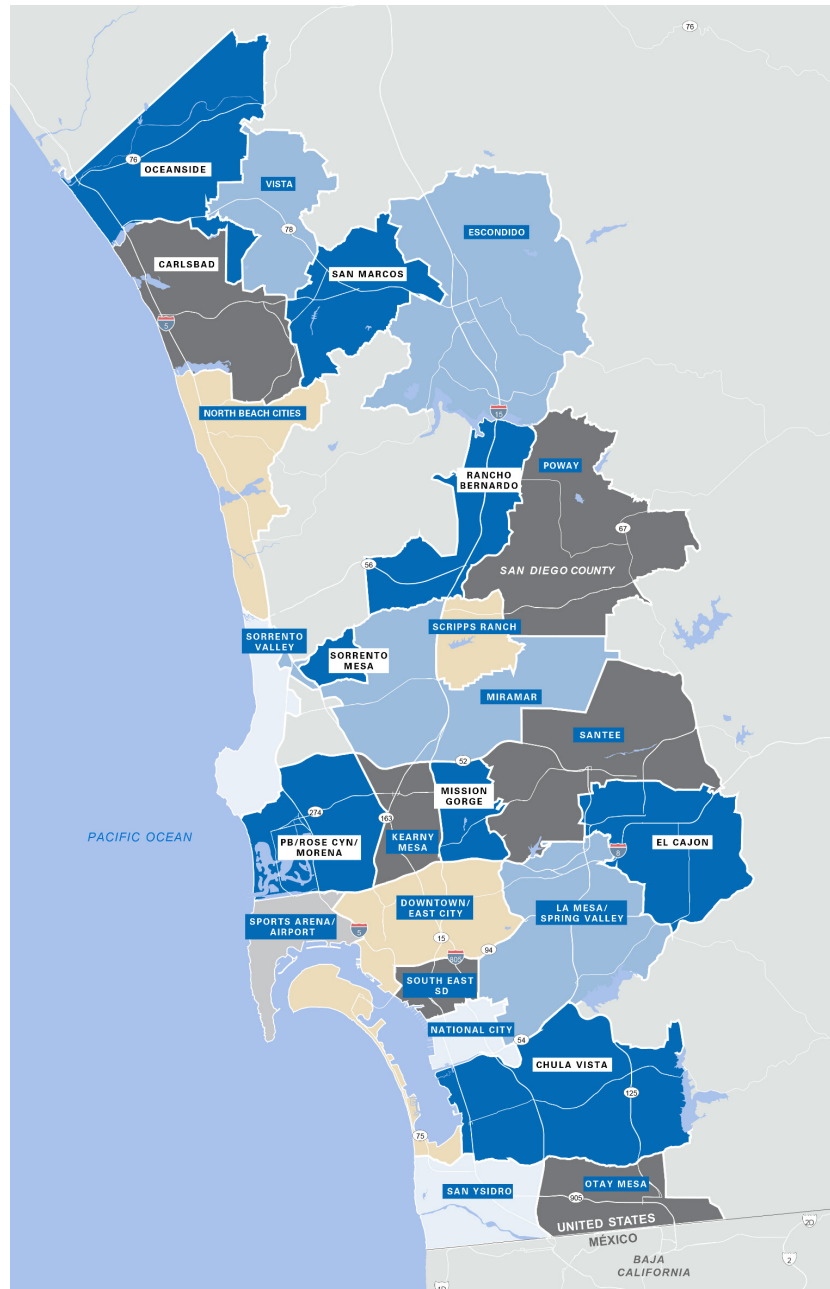 76
76
OCEANSIDE
VISTA
78
ESCONDIDO
CARLSBAD
SAN MARCOS
5
NORTH BEACH CITIES
15
RANCHO
BERNARDO
POWAY
67
56
SAN DIEGO COUNTY
SCRIPPS RANCH
SORRENTO
VALLEY
SORRENTO
MESA
MIRAMAR
SANTEE
52
MISSION
GORGE
274
163
PB/ROSE CYN/
MORENA
KEARNY
MESA
EL CAJON
8
PACIFIC OCEAN
DOWNTOWN/
EAST CITY
LA MESA/
SPRING VALLEY
SPORTS ARENA/
AIRPORT
5
15
94
805
SOUTH EAST
SD
NATIONAL CITY
54
CHULA VISTA
125
75
SAN YSIDRO
OTAY MESA
905
UNITED STATES
MÉXICO
2D
BAJA
CALIFORNIA
2
1D